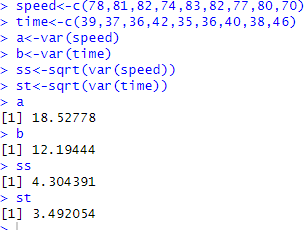 > speed<-c(78,81,82,74,83,82,77,80,70)
> time<-c(39,37,36,42,35,36,40,38,46)
> a<-var(speed)
> b<-var(time)
> ss<-sqrt(var(speed))
> st<-sqrt(var(time))
> a
[1] 18.52778
> b
[1] 12.19444
> ss
[1] 4.304391
> st
[1] 3.492054
>